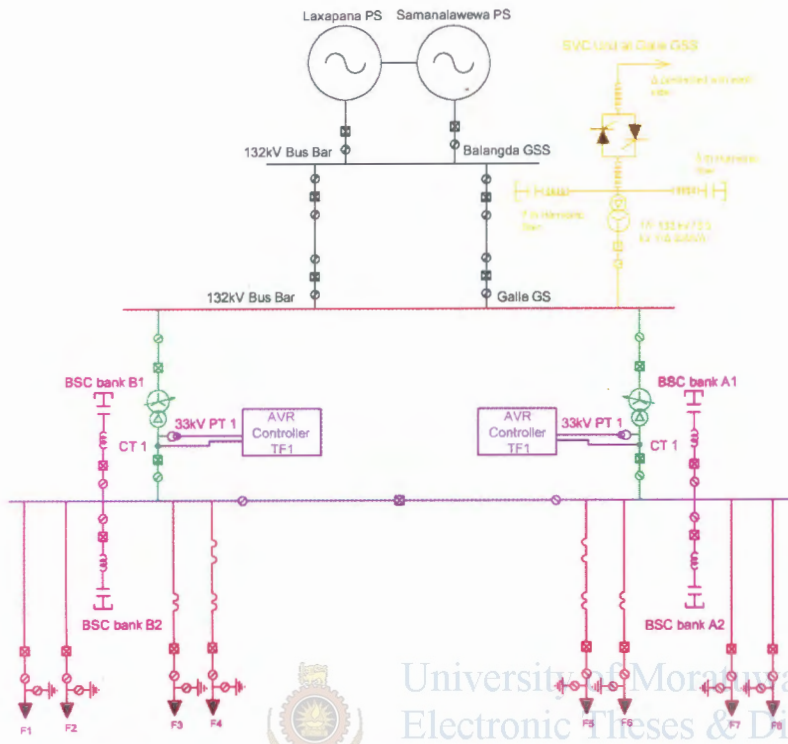 Laxapana PS
Samanalawewa PS
SVC Unit at Galle GSS
132kV Bus Bar
Balangda GSS
132kV Bus Bar
Galle GS
BSC bank B1
33kV PT 1
CT 1
AVR
Controller
TF1
AVR
Controller
TF1
33kV PT 1
CT 1
BSC bank A1
BSC bank B2
BSC bank A2
F1
F2
F3
F4
F5
F6
F7
F8
University of Moratuwa
Electronic Theses & Di